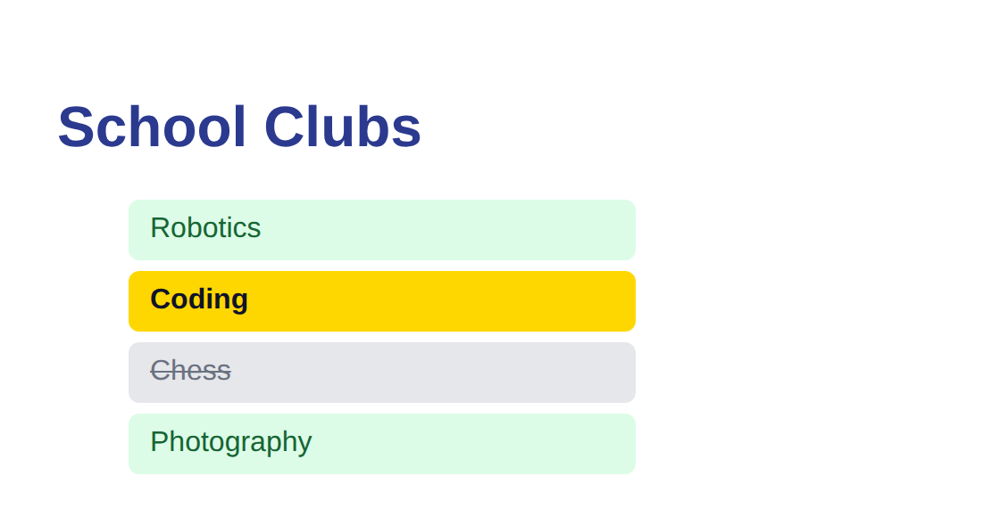 School Clubs
Robotics
Coding
Chess
Photography